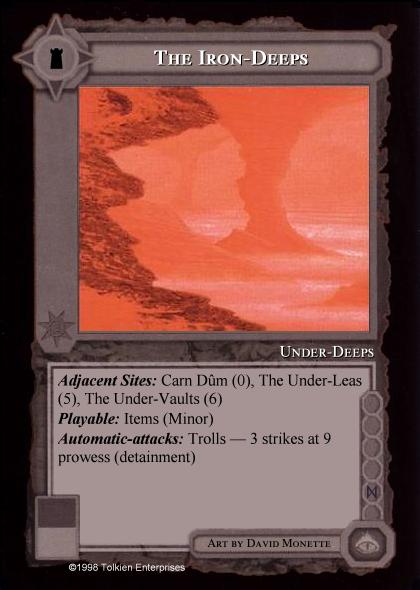 The Iron-Deeps
Under-Deeps
Adjacent Sites: Carn Dûm (0), The Under-Leas
(5), The Under-Vaults (6)
Playable: Items (Minor)
Automatic-attacks: Trolls — 3 strikes at 9
prowess (detainment)
Art by David Monette
©1998 Tolkien Enterprises